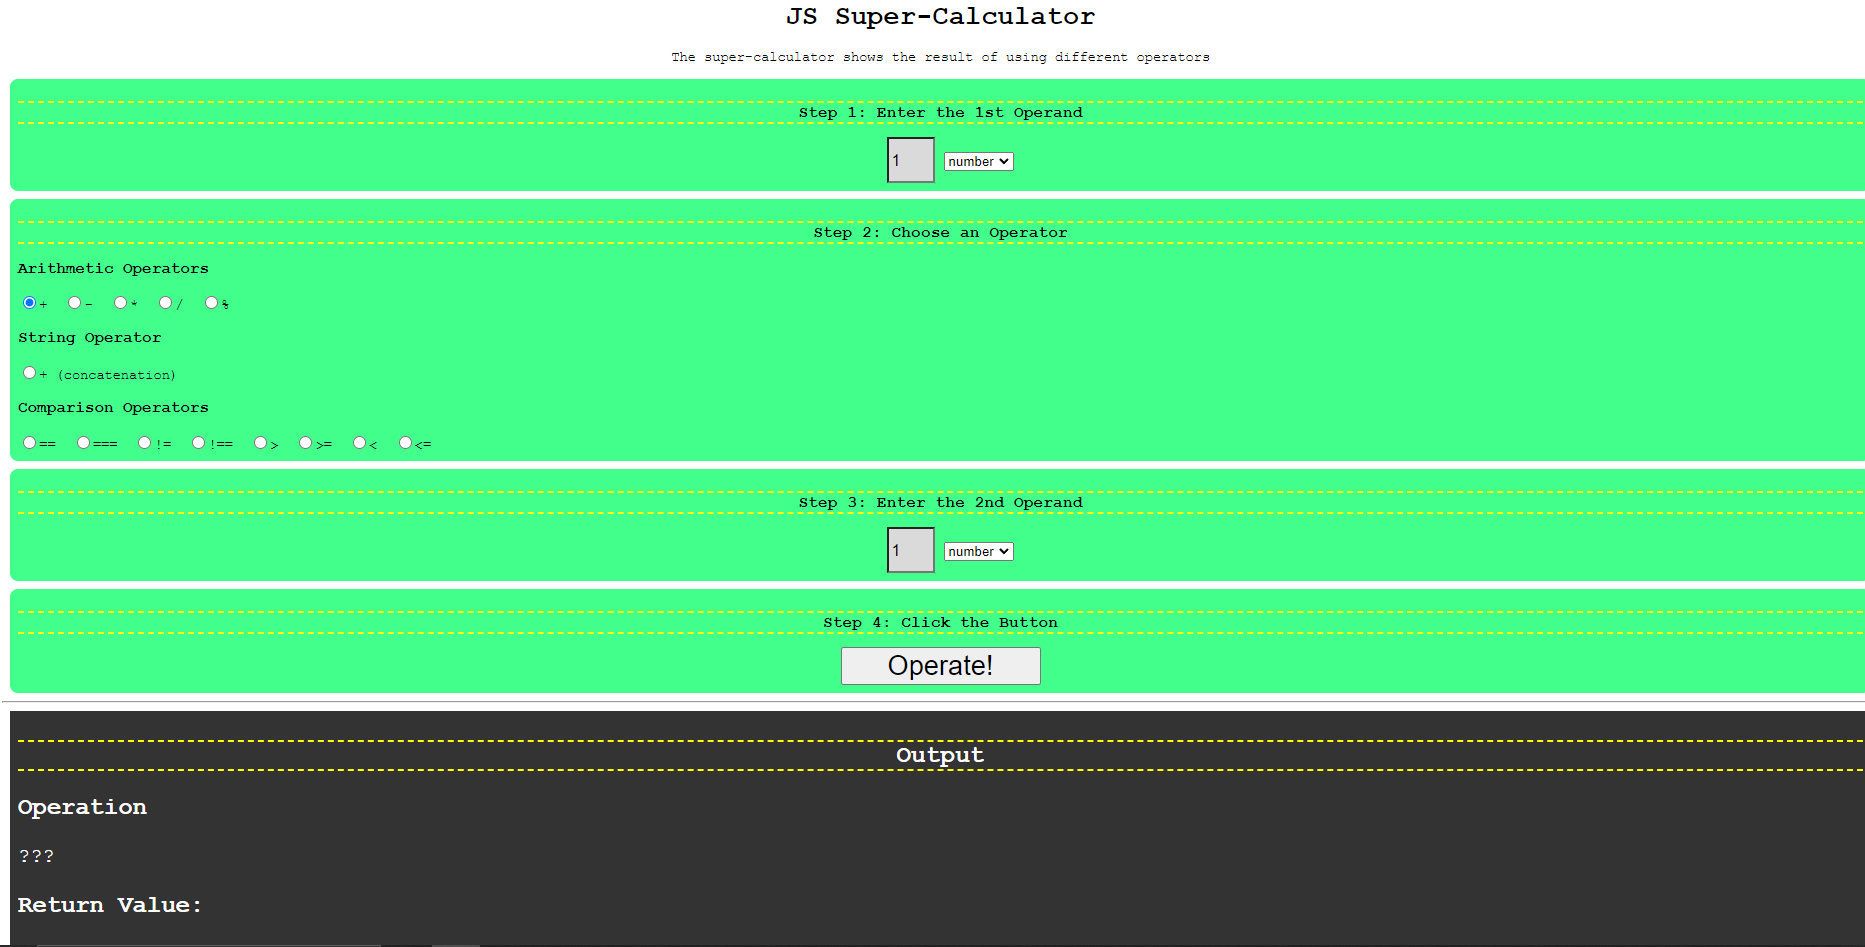 JS Super-Calculator
The super-calculator shows the result of using different operators
Step 1: Enter the 1st Operand
1 number
Step 2: Choose an Operator
Arithmetic Operators
+ - * / %
String Operator
+ (concatenation)
Comparison Operators
== === != !== > >= < <=
Step 3: Enter the 2nd Operand
1 number
Step 4: Click the Button
Operate!
Output
Operation
???
Return Value: